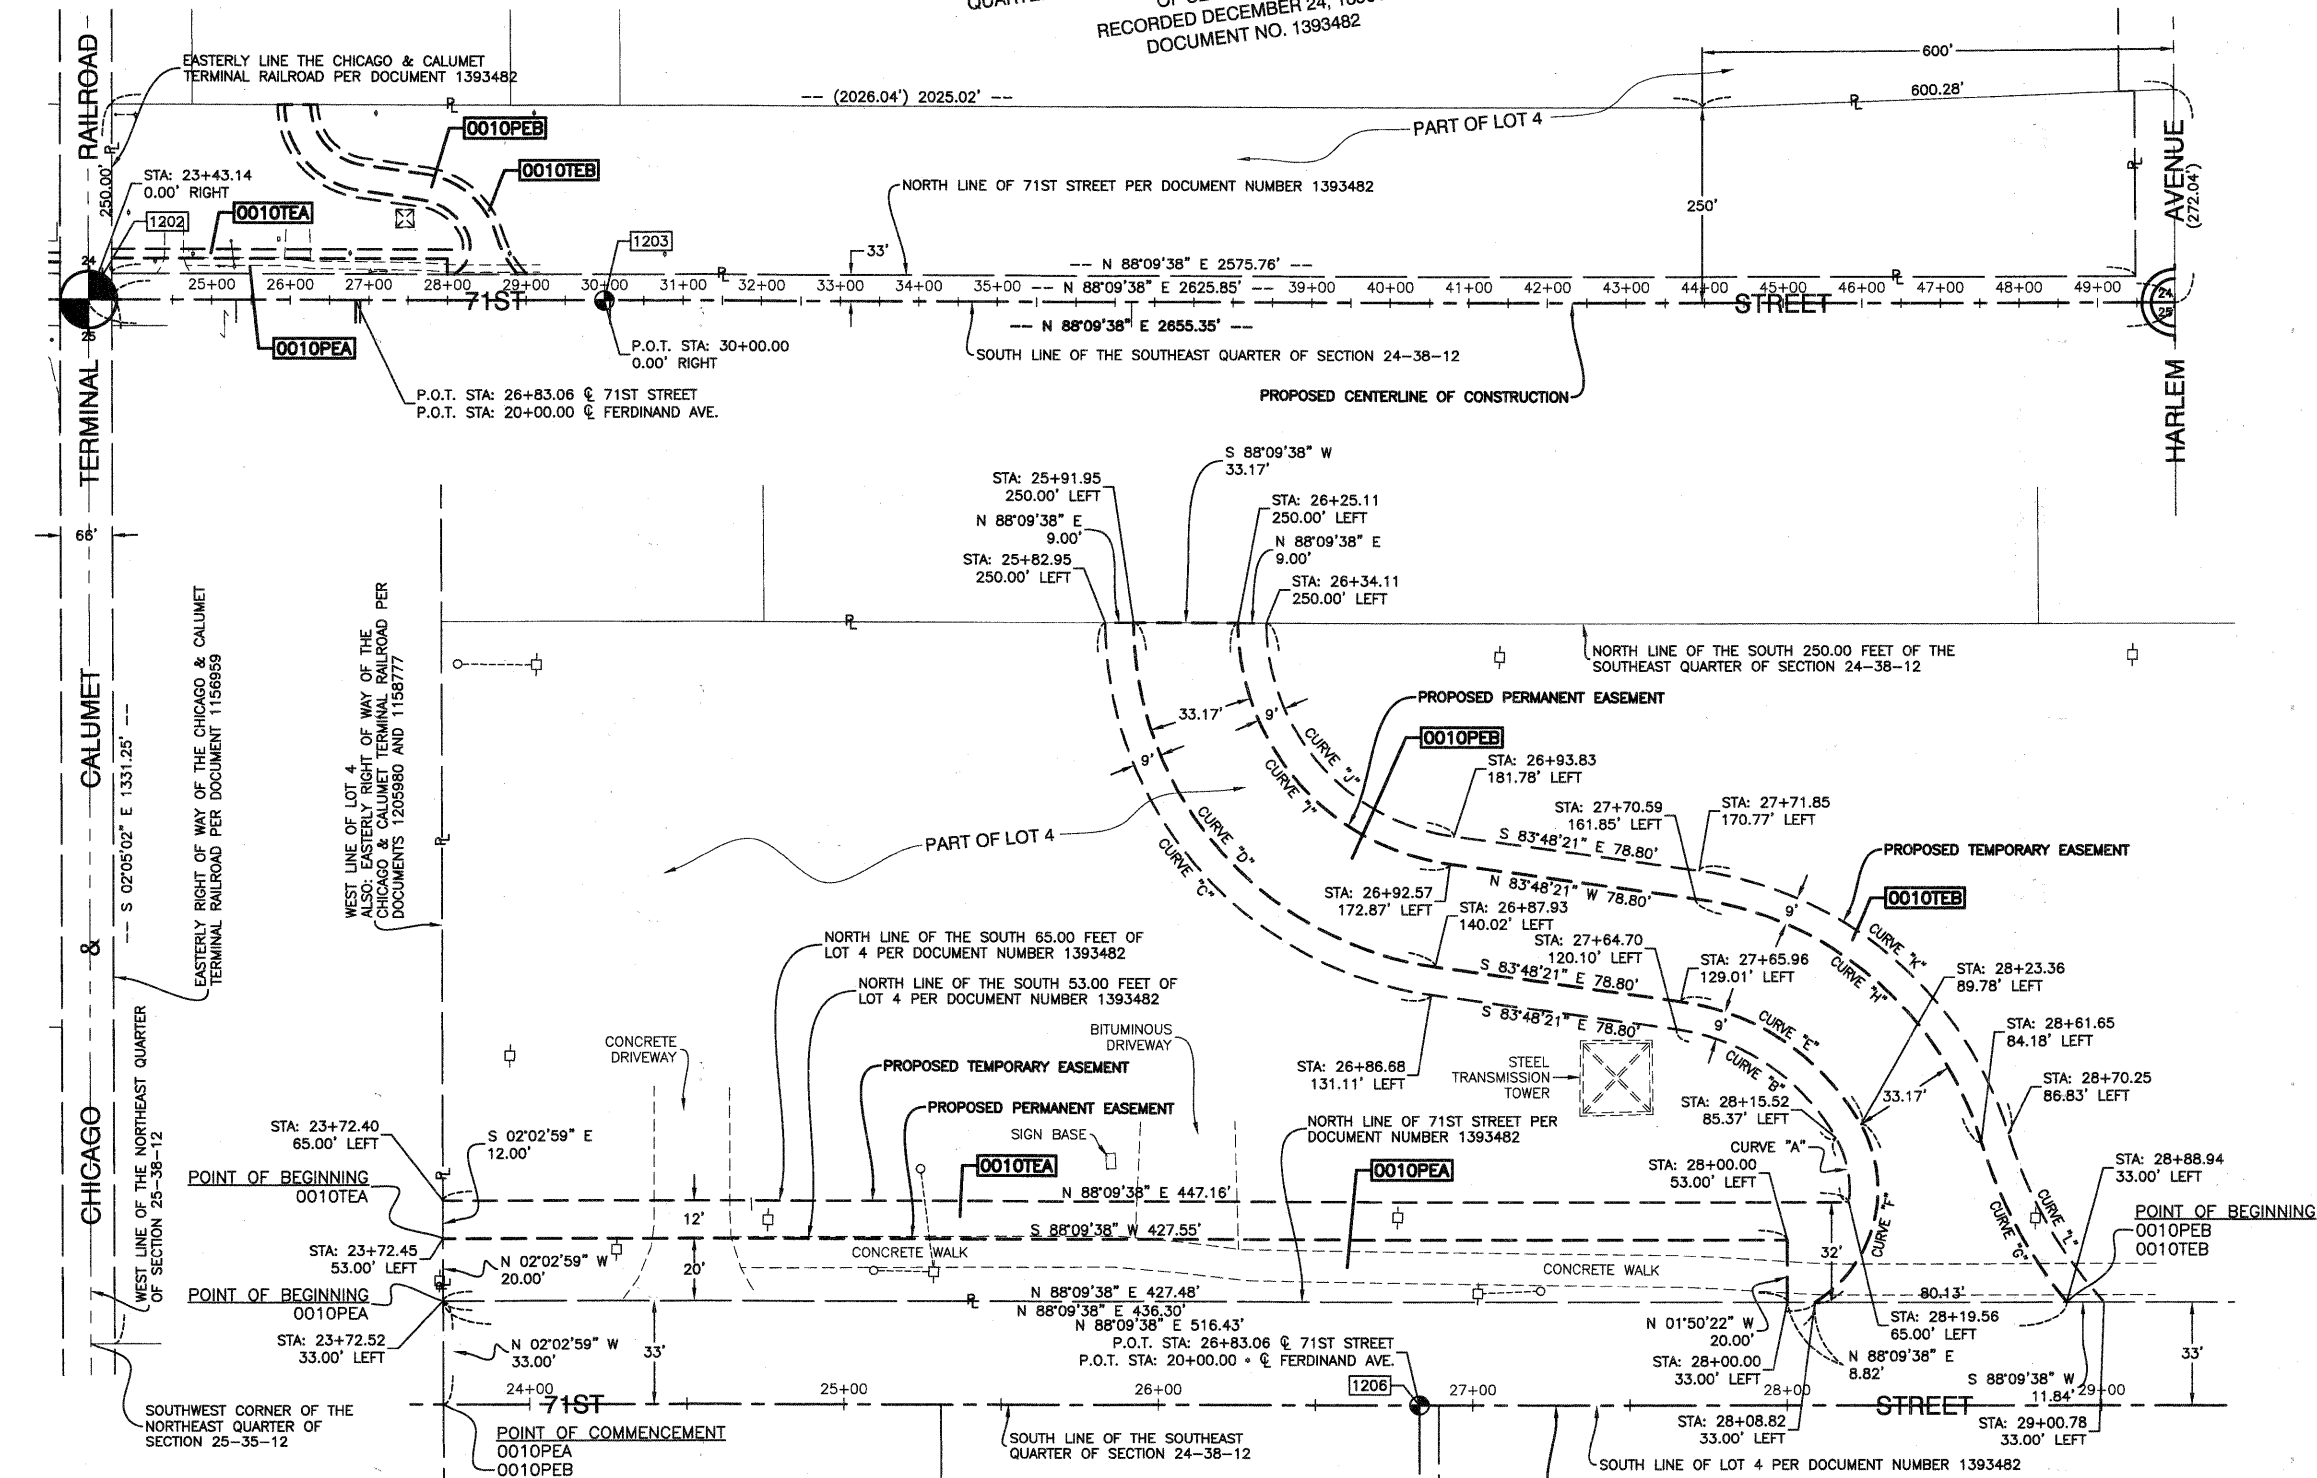 RECORDED DECEMBER 24,
DOCUMENT NO. 1393482
RAILROAD
EASTERLY LINE THE CHICAGO & CALUMET
TERMINAL RAILROAD PER DOCUMENT 1393482
-- (2026.04') 2025.02' --
600'
600.28'
PART OF LOT 4
0010PEB
0010TEB
250.00'
STA: 23+43.14
0.00' RIGHT
1202
0010TEA
NORTH LINE OF 71ST STREET PER DOCUMENT NUMBER 1393482
250'
AVENUE
(272.04')
1203
33'
-- N 88°09'38" E 2575.76' --
24
25+00
26+00
27+00
28+00
29+00
30+00
31+00
32+00
33+00
34+00
35+00
-- N 88°09'38" E 2625.85' --
39+00
40+00
41+00
42+00
43+00
44+00
45+00
46+00
47+00
48+00
49+00
71ST
STREET
24
25
25
-- N 88°09'38" E 2655.35' --
0010PEA
P.O.T. STA: 30+00.00
0.00' RIGHT
SOUTH LINE OF THE SOUTHEAST QUARTER OF SECTION 24-38-12
P.O.T. STA: 26+83.06 ℄ 71ST STREET
P.O.T. STA: 20+00.00 ℄ FERDINAND AVE.
PROPOSED CENTERLINE OF CONSTRUCTION
HARLEM
TERMINAL
S 88°09'38" W
33.17'
STA: 25+91.95
250.00' LEFT
STA: 26+25.11
250.00' LEFT
N 88°09'38" E
9.00'
N 88°09'38" E
9.00'
STA: 25+82.95
250.00' LEFT
STA: 26+34.11
250.00' LEFT
66'
NORTH LINE OF THE SOUTH 250.00 FEET OF THE
SOUTHEAST QUARTER OF SECTION 24-38-12
EASTERLY RIGHT OF WAY OF THE CHICAGO & CALUMET
TERMINAL RAILROAD PER DOCUMENT 1156959
WEST LINE OF LOT 4
ALSO: EASTERLY RIGHT OF WAY OF THE
CHICAGO & CALUMET TERMINAL RAILROAD PER
DOCUMENTS 1205980 AND 1158777
CALUMET
-- S 02°05'02" E 1331.25' --
33.17'
9'
9'
PROPOSED PERMANENT EASEMENT
0010PEB
CURVE "J"
CURVE "I"
STA: 26+93.83
181.78' LEFT
STA: 27+70.59
161.85' LEFT
STA: 27+71.85
170.77' LEFT
CURVE "D"
CURVE "C"
PART OF LOT 4
S 83°48'21" E 78.80'
PROPOSED TEMPORARY EASEMENT
0010TEB
N 83°48'21" W 78.80'
STA: 26+92.57
172.87' LEFT
STA: 26+87.93
140.02' LEFT
9'
CURVE "K"
CURVE "H"
STA: 27+64.70
120.10' LEFT
STA: 27+65.96
129.01' LEFT
&
NORTH LINE OF THE SOUTH 65.00 FEET OF
LOT 4 PER DOCUMENT NUMBER 1393482
NORTH LINE OF THE SOUTH 53.00 FEET OF
LOT 4 PER DOCUMENT NUMBER 1393482
S 83°48'21" E 78.80'
S 83°48'21" E 78.80'
STA: 28+23.36
89.78' LEFT
9'
CURVE "E"
CURVE "B"
WEST LINE OF THE NORTHEAST QUARTER
OF SECTION 25-38-12
CONCRETE
DRIVEWAY
BITUMINOUS
DRIVEWAY
STA: 28+61.65
84.18' LEFT
PROPOSED TEMPORARY EASEMENT
STA: 26+86.68
131.11' LEFT
STEEL
TRANSMISSION
TOWER
STA: 28+70.25
86.83' LEFT
33.17'
PROPOSED PERMANENT EASEMENT
SIGN BASE
NORTH LINE OF 71ST STREET PER
DOCUMENT NUMBER 1393482
STA: 28+15.52
85.37' LEFT
CURVE "A"
CHICAGO
STA: 23+72.40
65.00' LEFT
S 02°02'59" E
12.00'
POINT OF BEGINNING
0010TEA
0010TEA
0010PEA
STA: 28+00.00
53.00' LEFT
STA: 28+88.94
33.00' LEFT
N 88°09'38" E 447.16'
12'
S 88°09'38" W 427.55'
POINT OF BEGINNING
0010PEB
0010TEB
CURVE "F"
CURVE "G"
CURVE "L"
STA: 23+72.45
53.00' LEFT
N 02°02'59" W
20.00'
CONCRETE WALK
20'
CONCRETE WALK
32'
POINT OF BEGINNING
0010PEA
N 88°09'38" E 427.48'
N 88°09'38" E 436.30'
N 88°09'38" E 516.43'
80.13'
STA: 23+72.52
33.00' LEFT
N 02°02'59" W
33.00'
33'
P.O.T. STA: 26+83.06 ℄ 71ST STREET
P.O.T. STA: 20+00.00 ℄ FERDINAND AVE.
N 01°50'22" W
20.00'
STA: 28+19.56
65.00' LEFT
STA: 28+00.00
33.00' LEFT
N 88°09'38" E
8.82'
S 88°09'38" W
11.84'
33'
1206
24+00
25+00
26+00
27+00
28+00
29+00
71ST
STREET
SOUTHWEST CORNER OF THE
NORTHEAST QUARTER OF
SECTION 25-35-12
POINT OF COMMENCEMENT
0010PEA
0010PEB
SOUTH LINE OF THE SOUTHEAST
QUARTER OF SECTION 24-38-12
STA: 28+08.82
33.00' LEFT
STA: 29+00.78
33.00' LEFT
SOUTH LINE OF LOT 4 PER DOCUMENT NUMBER 1393482